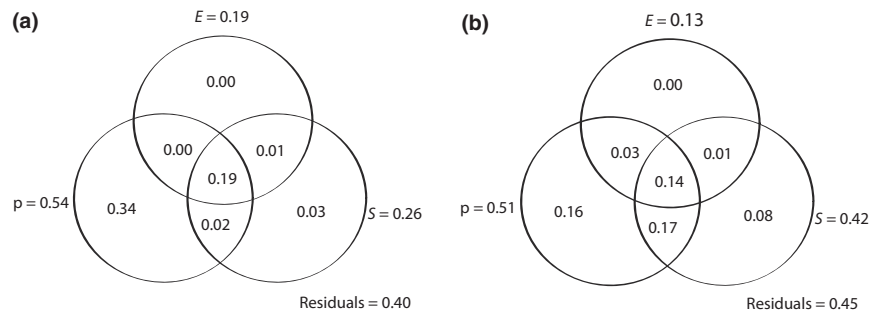 (a)
E = 0.19
0.00
0.00
0.01
0.19
p = 0.54
0.34
0.02
0.03
S = 0.26
Residuals = 0.40
(b)
E = 0.13
0.00
0.03
0.01
0.14
p = 0.51
0.16
0.17
0.08
S = 0.42
Residuals = 0.45